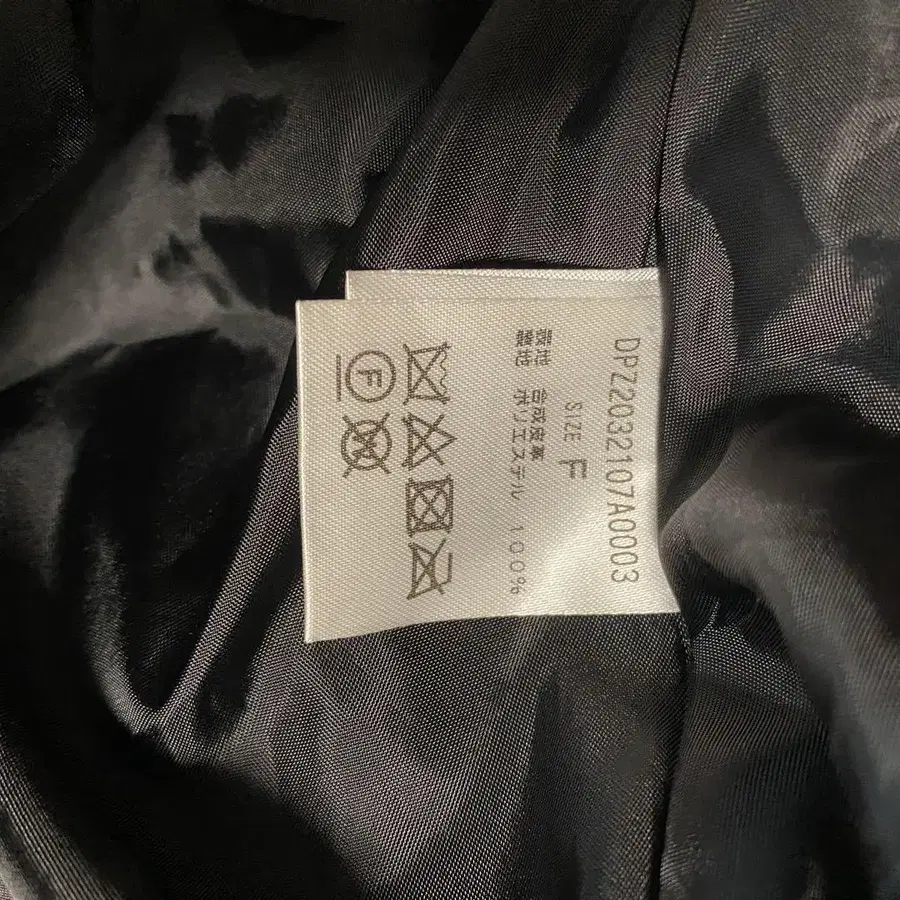 DPZ2032107A0003
SIZE F
表地 合成皮革
裏地 ポリエステル 100%
F
W